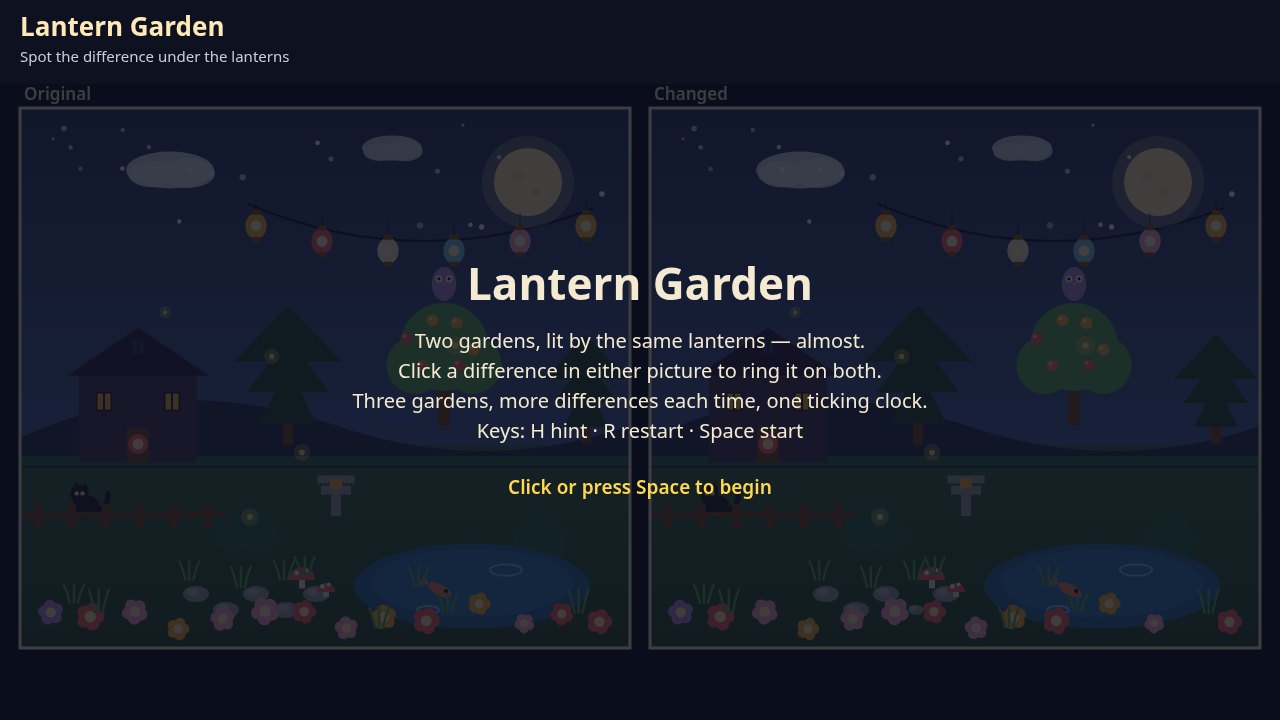 Lantern Garden
Spot the difference under the lanterns
Original
Changed
Lantern Garden
Two gardens, lit by the same lanterns — almost.
Click a difference in either picture to ring it on both.
Three gardens, more differences each time, one ticking clock.
Keys: H hint · R restart · Space start
Click or press Space to begin